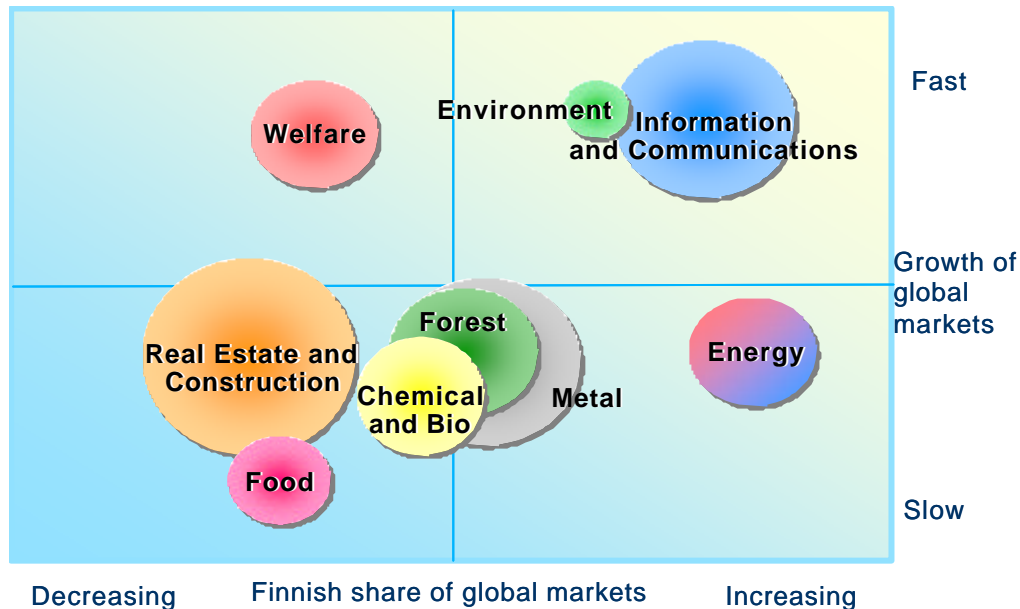 Fast
Welfare
Environment
Information
and Communications
Growth of
global
markets
Forest
Real Estate and
Construction
Energy
Chemical
and Bio
Metal
Food
Slow
Decreasing
Finnish share of global markets
Increasing